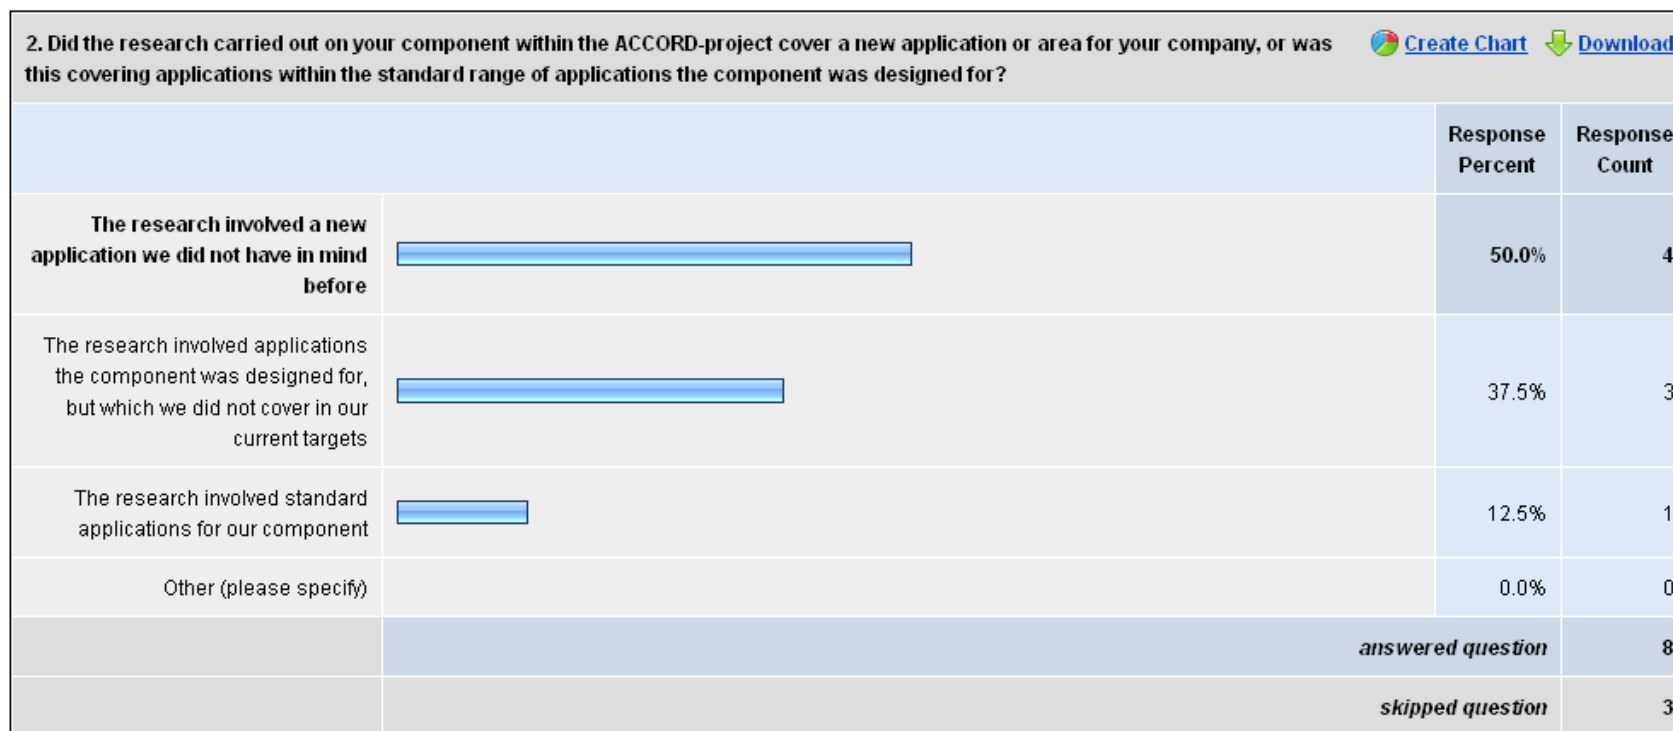 2. Did the research carried out on your component within the ACCORD-project cover a new application or area for your company, or was
this covering applications within the standard range of applications the component was designed for?
Create Chart
Download
Response
Percent
Response
Count
The research involved a new
application we did not have in mind
before
50.0%
4
The research involved applications
the component was designed for,
but which we did not cover in our
current targets
37.5%
3
The research involved standard
applications for our component
12.5%
1
Other (please specify)
0.0%
0
answered question
8
skipped question
3